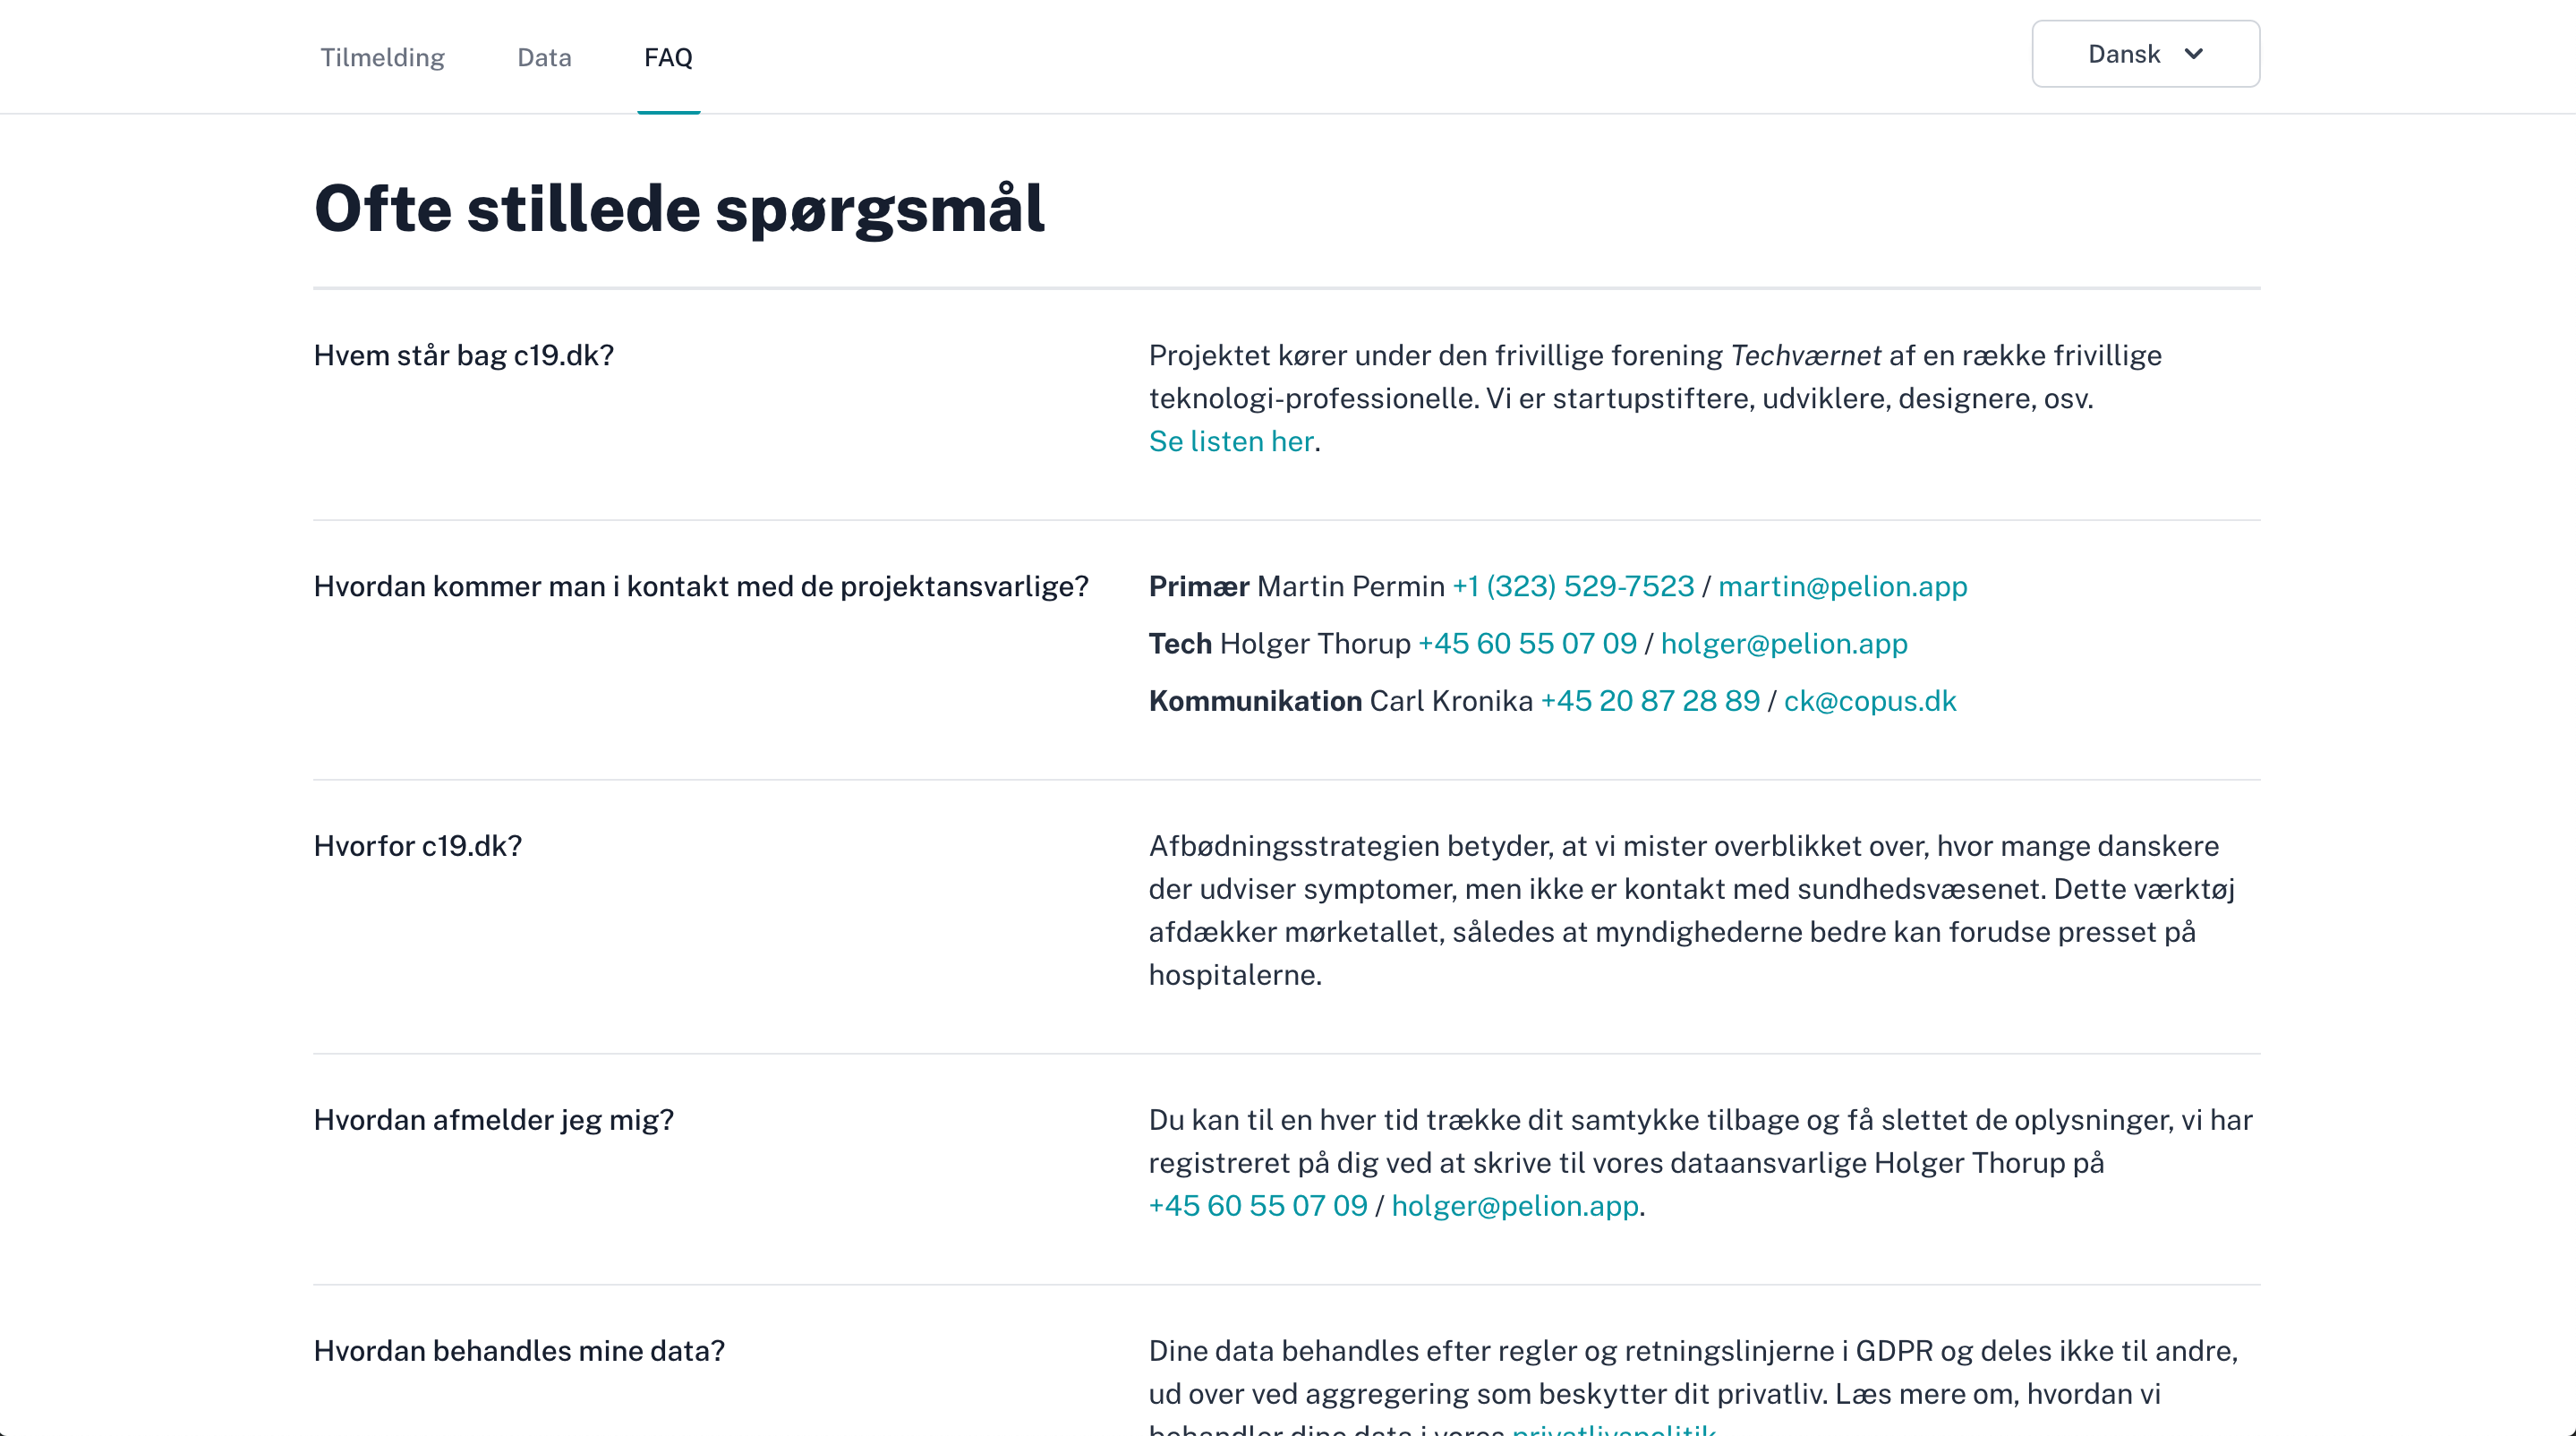 Tilmelding Data FAQ Dansk
Ofte stillede spørgsmål
Hvem står bag c19.dk?
Projektet kører under den frivillige forening Techværnet af en række frivillige
teknologi-professionelle. Vi er startupstiftere, udviklere, designere, osv.
Se listen her.
Hvordan kommer man i kontakt med de projektansvarlige?
Primær Martin Permin +1 (323) 529-7523 / martin@pelion.app
Tech Holger Thorup +45 60 55 07 09 / holger@pelion.app
Kommunikation Carl Kronika +45 20 87 28 89 / ck@copus.dk
Hvorfor c19.dk?
Afbødningsstrategien betyder, at vi mister overblikket over, hvor mange danskere
der udviser symptomer, men ikke er kontakt med sundhedsvæsenet. Dette værktøj
afdækker mørketallet, således at myndighederne bedre kan forudse presset på
hospitalerne.
Hvordan afmelder jeg mig?
Du kan til en hver tid trække dit samtykke tilbage og få slettet de oplysninger, vi har
registreret på dig ved at skrive til vores dataansvarlige Holger Thorup på
+45 60 55 07 09 / holger@pelion.app.
Hvordan behandles mine data?
Dine data behandles efter regler og retningslinjerne i GDPR og deles ikke til andre,
ud over ved aggregering som beskytter dit privatliv. Læs mere om, hvordan vi
behandler dine data i vores privatlivspolitik